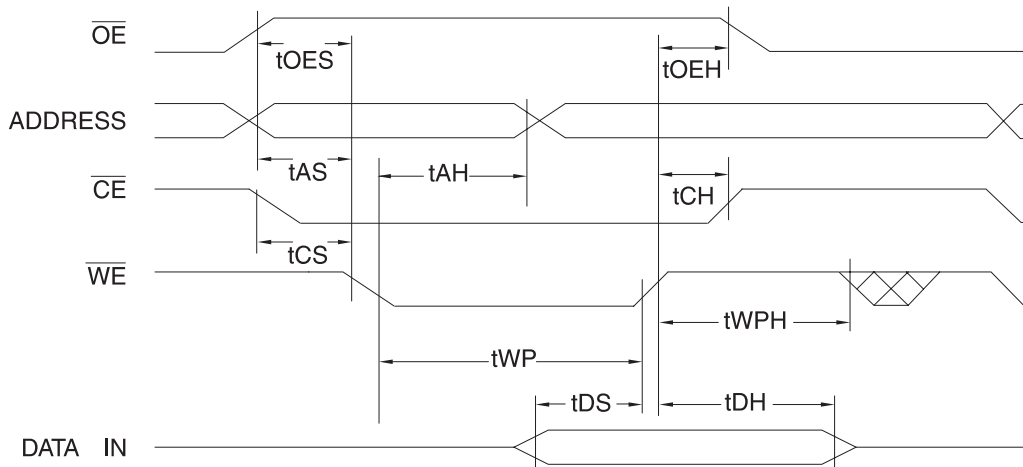 OE
tOES
tOEH
ADDRESS
tAS
tAH
CE
tCH
tCS
WE
tWPH
tWP
tDS
tDH
DATA IN